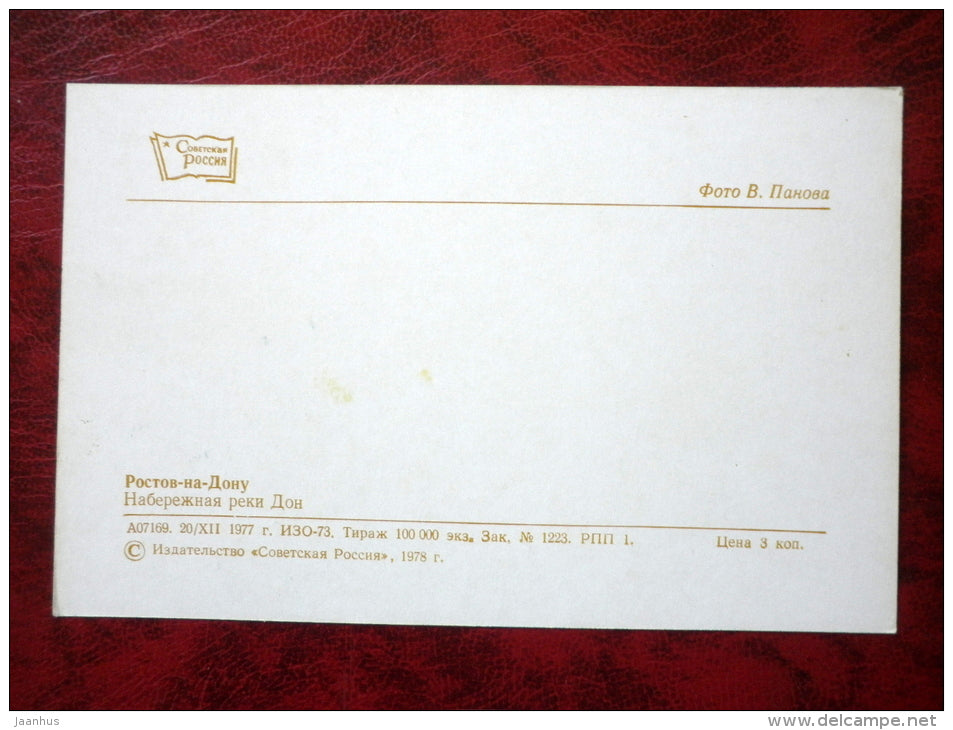 Советская
Россия
Фото В. Панова
Ростов-на-Дону
Набережная реки Дон
А07169. 20/XII 1977 г. ИЗО-73. Тираж 100 000 экз. Зак. № 1223. РПП 1. Цена 3 коп.
© Издательство «Советская Россия», 1978 г.
jaanhus
www.delcampe.net